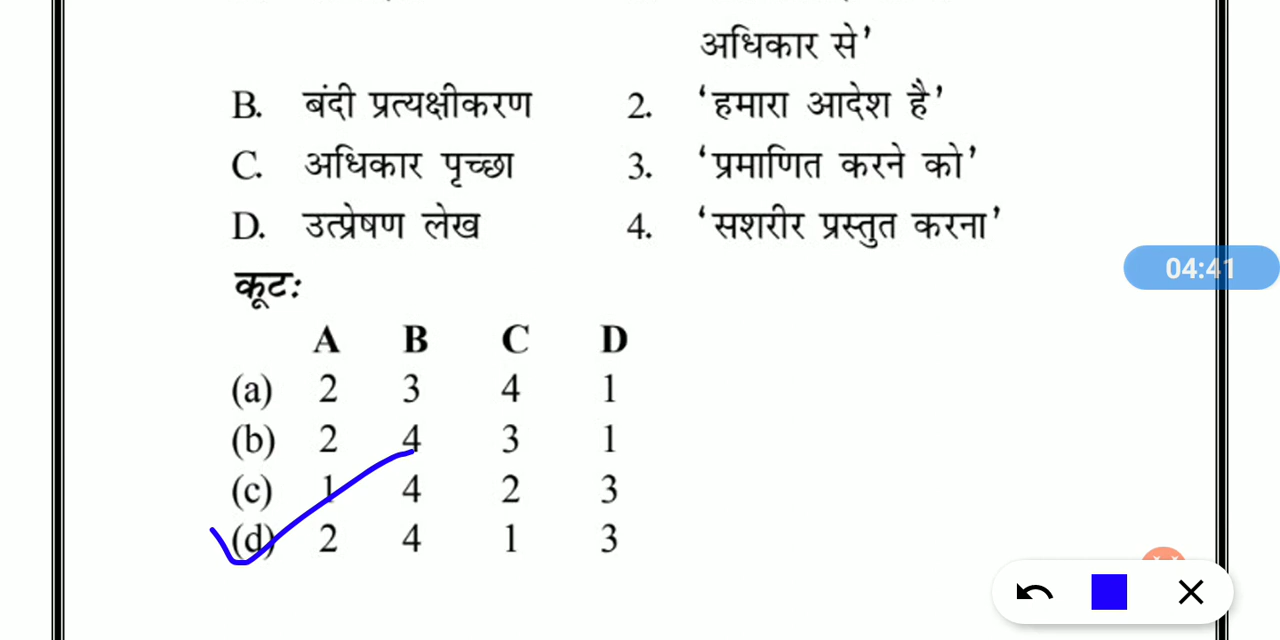 अधिकार से’
B. बंदी प्रत्यक्षीकरण 2. ‘हमारा आदेश है’
C. अधिकार पृच्छा 3. ‘प्रमाणित करने को’
D. उत्प्रेषण लेख 4. ‘सशरीर प्रस्तुत करना’
कूटः
A B C D
(a) 2 3 4 1
(b) 2 4 3 1
(c) 1 4 2 3
(d) 2 4 1 3
04:41